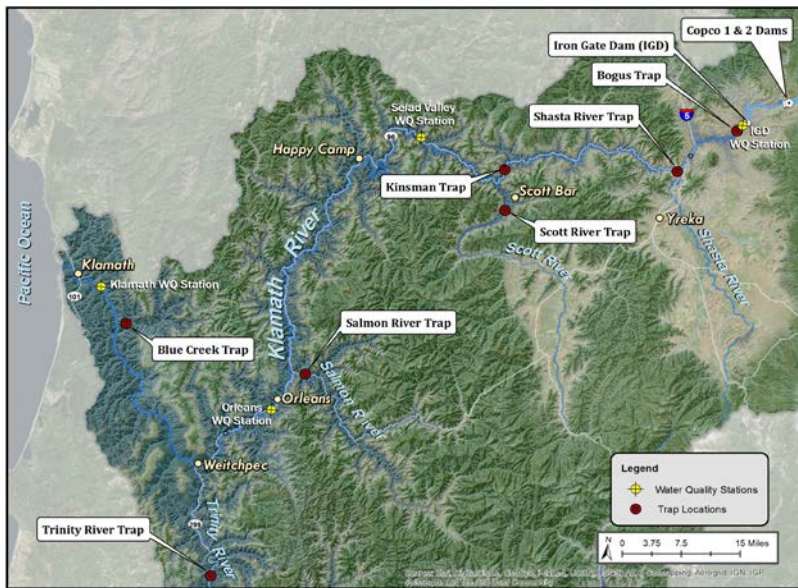 Copco 1 & 2 Dams
Iron Gate Dam (IGD)
Bogus Trap
Shasta River Trap
5
IGD
WQ Station
Seiad Valley
WQ Station
96
Happy Camp
Kinsman Trap
Scott Bar
Scott River Trap
Yreka
Shasta River
Scott River
Pacific Ocean
Klamath
101
Klamath WQ Station
Klamath River
Blue Creek Trap
Salmon River Trap
Salmon River
Orleans
Orleans
WQ Station
Weitchpec
Trinity River Trap
Trinity River
Legend
Water Quality Stations
Trap Locations
N
0 3.75 7.5 15 Miles